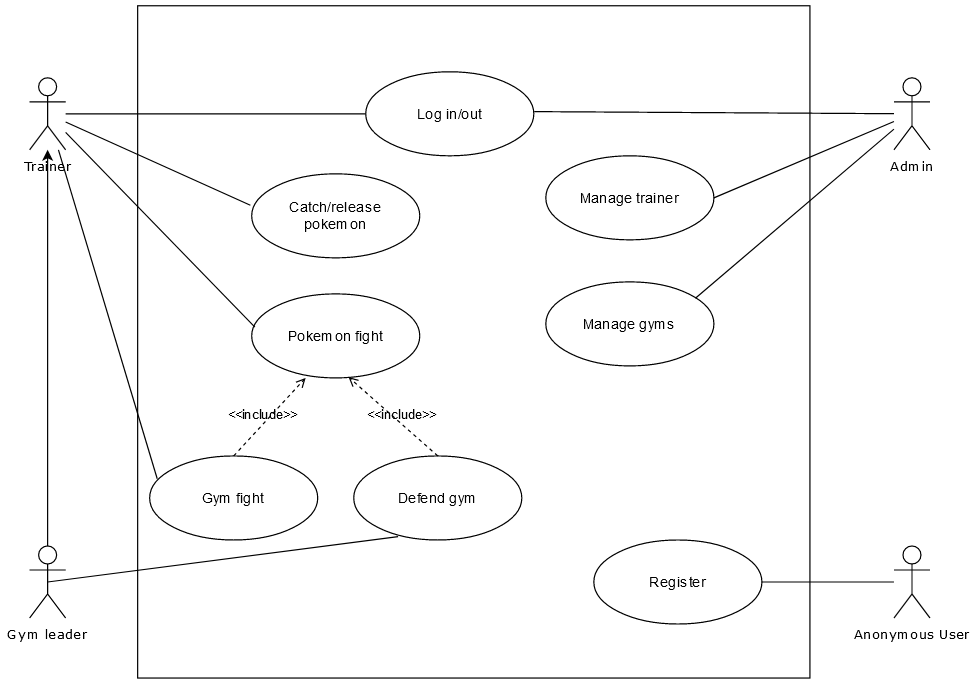 Log in/out
Trainer
Admin
Catch/release
pokemon
Manage trainer
Pokemon fight
Manage gyms
<<include>>
<<include>>
Gym fight
Defend gym
Register
Gym leader
Anonymous User